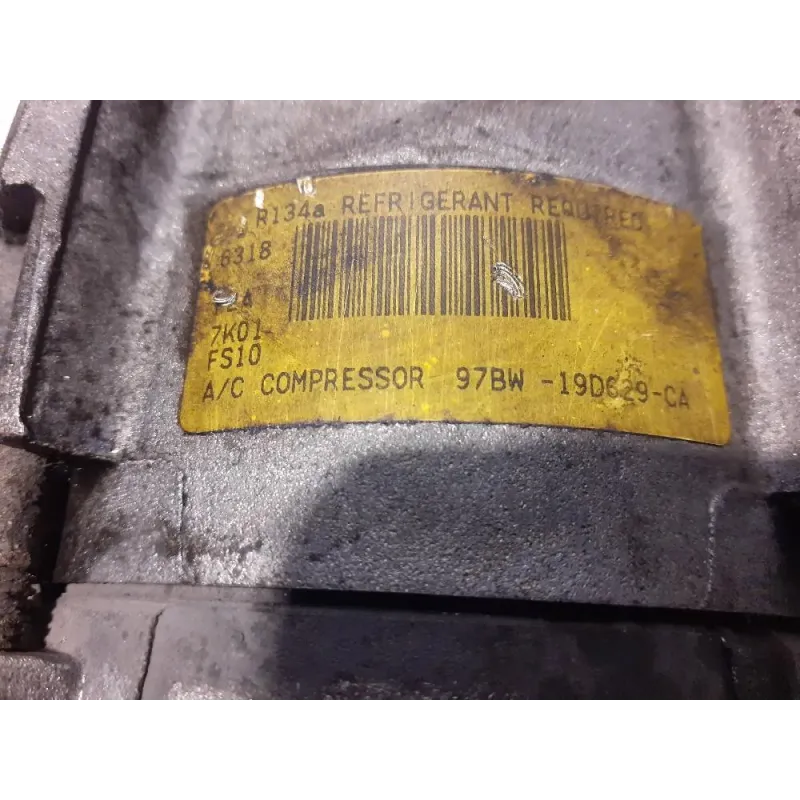 R134a REFRIGERANT REQUIRED
6318
7K01
FS10
A/C COMPRESSOR 97BW -19D629-CA